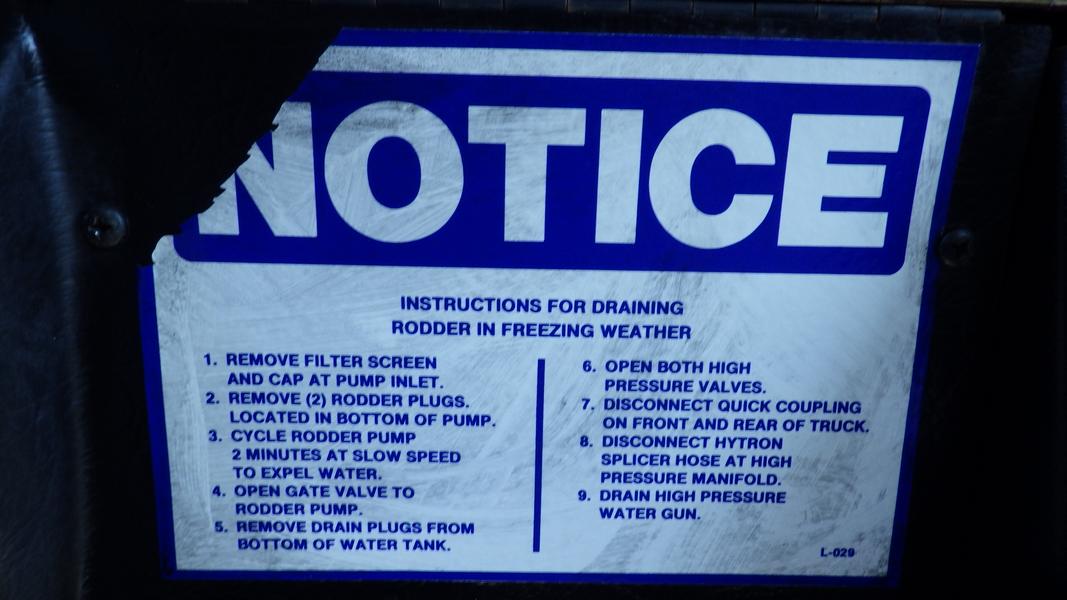 NOTICE
INSTRUCTIONS FOR DRAINING
RODDER IN FREEZING WEATHER
1. REMOVE FILTER SCREEN
AND CAP AT PUMP INLET.
2. REMOVE (2) RODDER PLUGS.
LOCATED IN BOTTOM OF PUMP.
3. CYCLE RODDER PUMP
2 MINUTES AT SLOW SPEED
TO EXPEL WATER.
4. OPEN GATE VALVE TO
RODDER PUMP.
5. REMOVE DRAIN PLUGS FROM
BOTTOM OF WATER TANK.
6. OPEN BOTH HIGH
PRESSURE VALVES.
7. DISCONNECT QUICK COUPLING
ON FRONT AND REAR OF TRUCK.
8. DISCONNECT HYTRON
SPLICER HOSE AT HIGH
PRESSURE MANIFOLD.
9. DRAIN HIGH PRESSURE
WATER GUN.
L-029